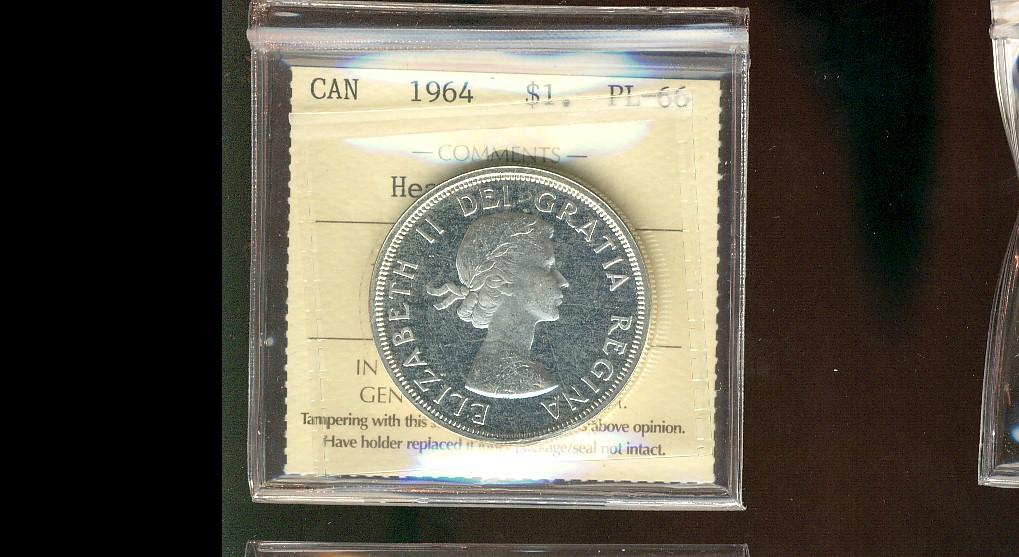 CAN 1964 $1. PL-66
— COMMENTS —
ELIZABETH II DEI GRATIA REGINA
IN
GEN
Tampering with this above opinion.
Have holder replaced if package/seal not intact.